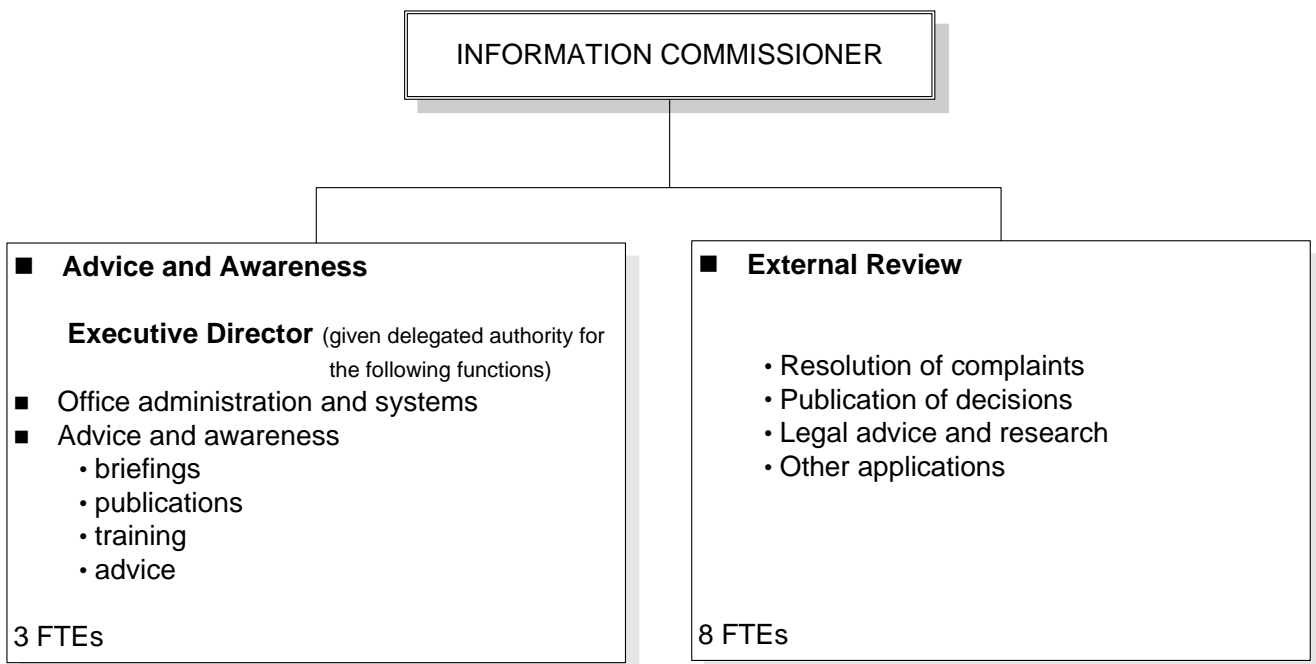 INFORMATION COMMISSIONER
■ Advice and Awareness
Executive Director (given delegated authority for
the following functions)
■ Office administration and systems
■ Advice and awareness
• briefings
• publications
• training
• advice
3 FTEs
■ External Review
• Resolution of complaints
• Publication of decisions
• Legal advice and research
• Other applications
8 FTEs